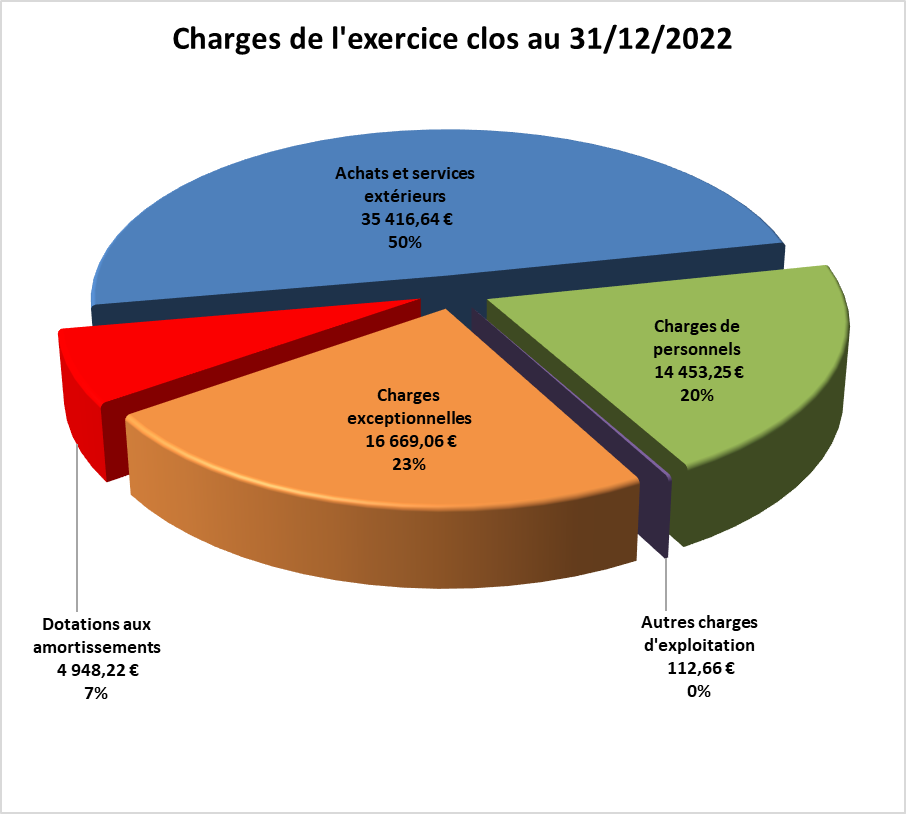 Charges de l'exercice clos au 31/12/2022
Achats et services
extérieurs
35 416,64 €
50%
Charges de
personnels
14 453,25 €
20%
Charges
exceptionnelles
16 669,06 €
23%
Dotations aux
amortissements
4 948,22 €
7%
Autres charges
d'exploitation
112,66 €
0%